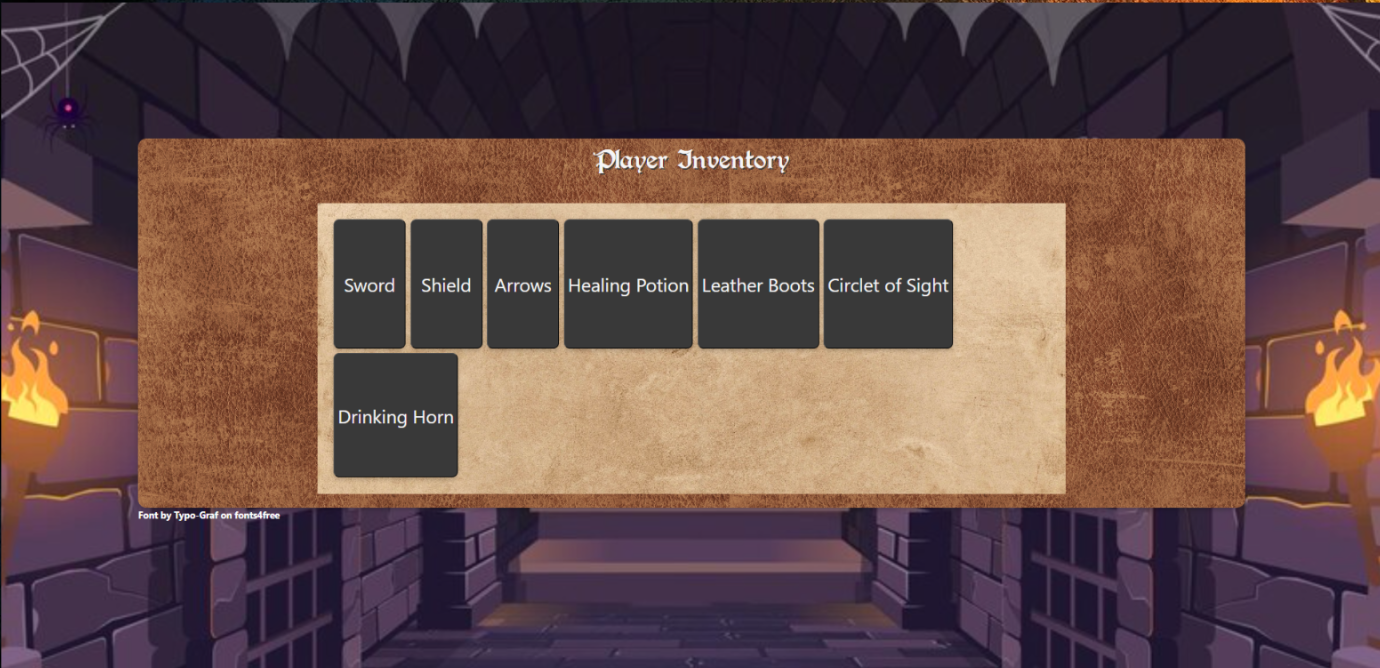 Player Inventory
Sword Shield Arrows Healing Potion Leather Boots Circlet of Sight
Drinking Horn
Font by Typo-Graf on fonts4free